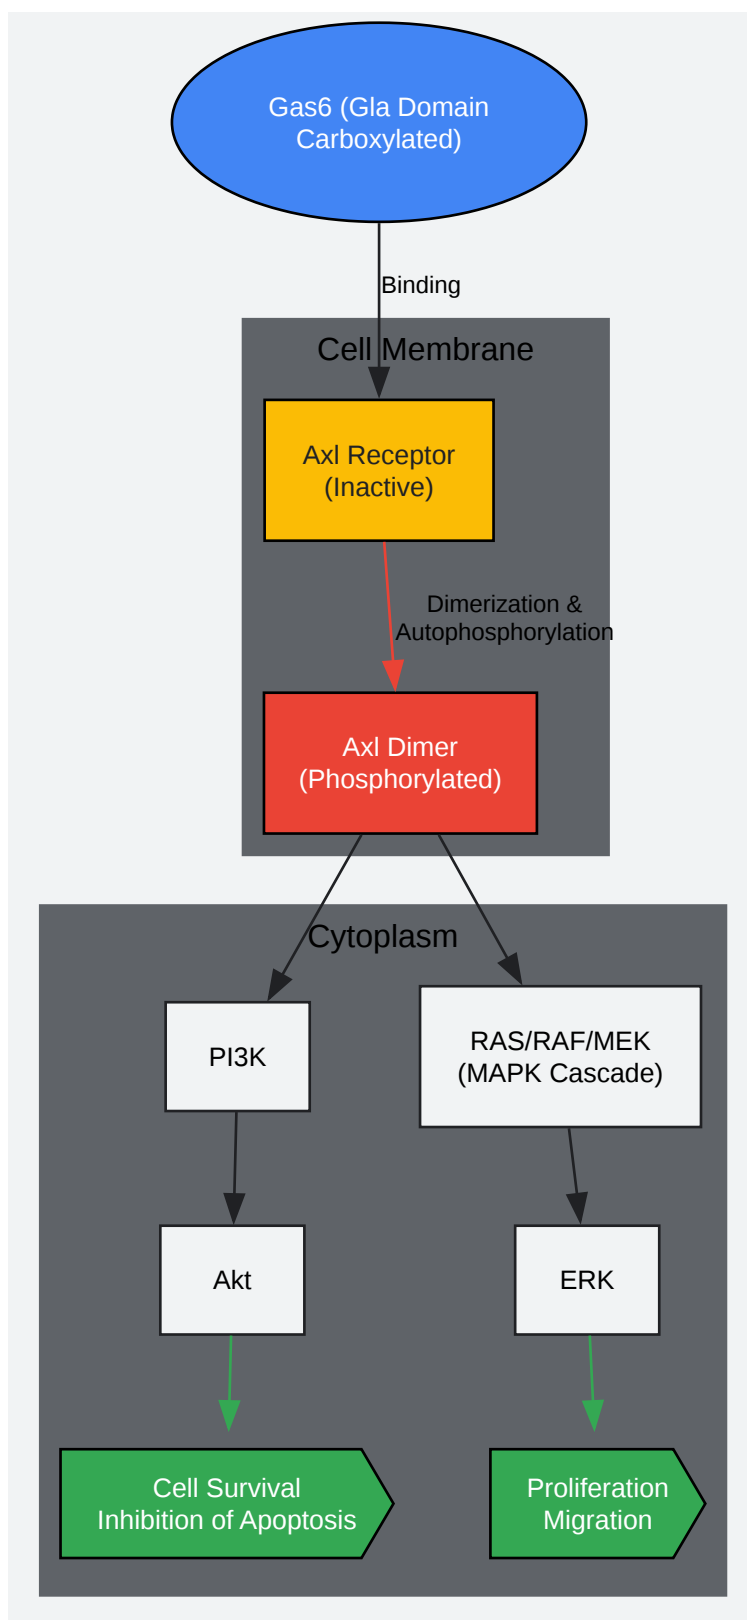 Gas6 (Gla Domain
Carboxylated)
Binding
Cell Membrane
Axl Receptor
(Inactive)
Dimerization &
Autophosphorylation
Axl Dimer
(Phosphorylated)
Cytoplasm
PI3K
RAS/RAF/MEK
(MAPK Cascade)
Akt
ERK
Cell Survival
Inhibition of Apoptosis
Proliferation
Migration